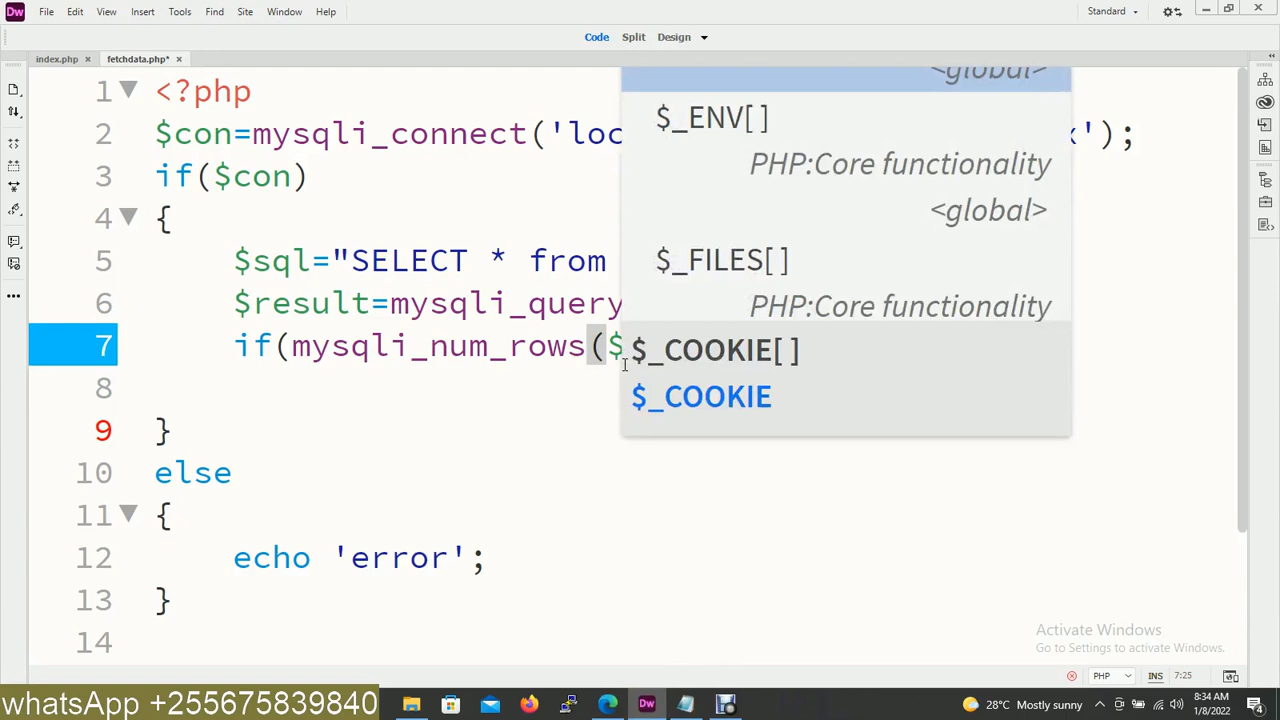 Dw File Edit View Insert Tools Find Site Window Help Standard
Code Split Design
index.php fetchdata.php*
1 <?php
2 $con=mysqli_connect('loc x');
3 if($con)
4 {
5 $sql="SELECT * from
6 $result=mysqli_query
7 if(mysqli_num_rows($
8
9 }
10 else
11 {
12 echo 'error';
13 }
14
<global>
$_ENV[]
PHP:Core functionality
<global>
$_FILES[]
PHP:Core functionality
$_COOKIE[]
$_COOKIE
Activate Windows
Go to Settings to activate Windows.
PHP INS 7:25
whatsApp +255675839840
Dw
28°C Mostly sunny
8:34 AM
1/8/2022
4